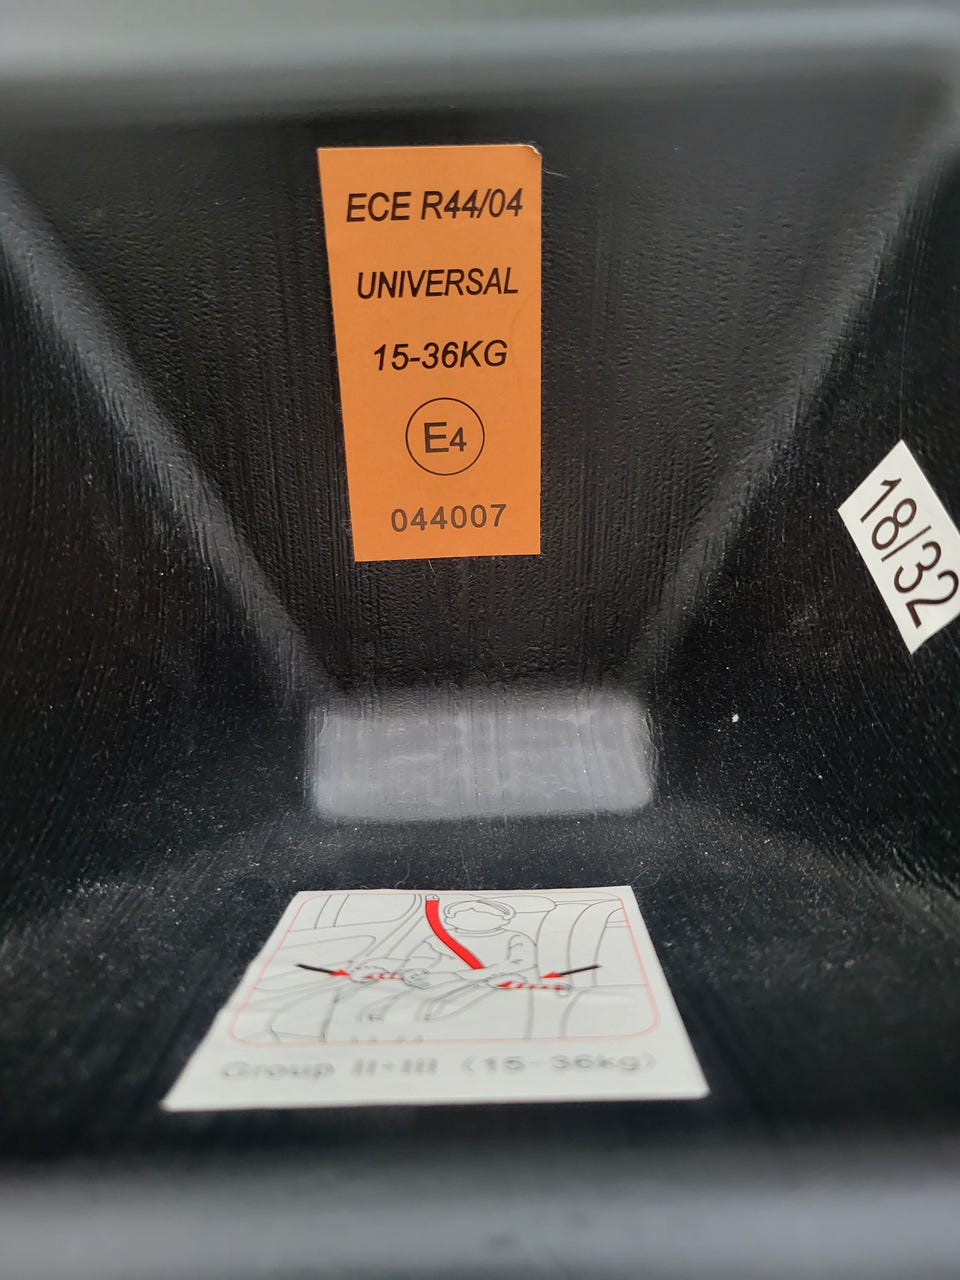 ECE R44/04
UNIVERSAL
15-36KG
E4
044007
18/32
Group II-III (15-36kg)